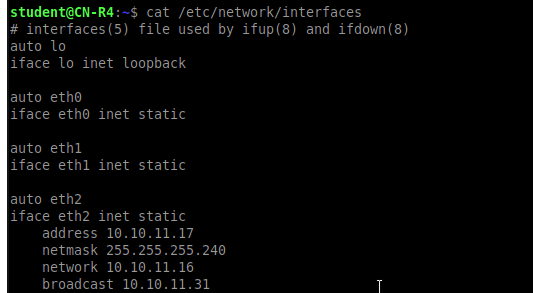 student@CN-R4:~$ cat /etc/network/interfaces
# interfaces(5) file used by ifup(8) and ifdown(8)
auto lo
iface lo inet loopback

auto eth0
iface eth0 inet static

auto eth1
iface eth1 inet static

auto eth2
iface eth2 inet static
    address 10.10.11.17
    netmask 255.255.255.240
    network 10.10.11.16
    broadcast 10.10.11.31